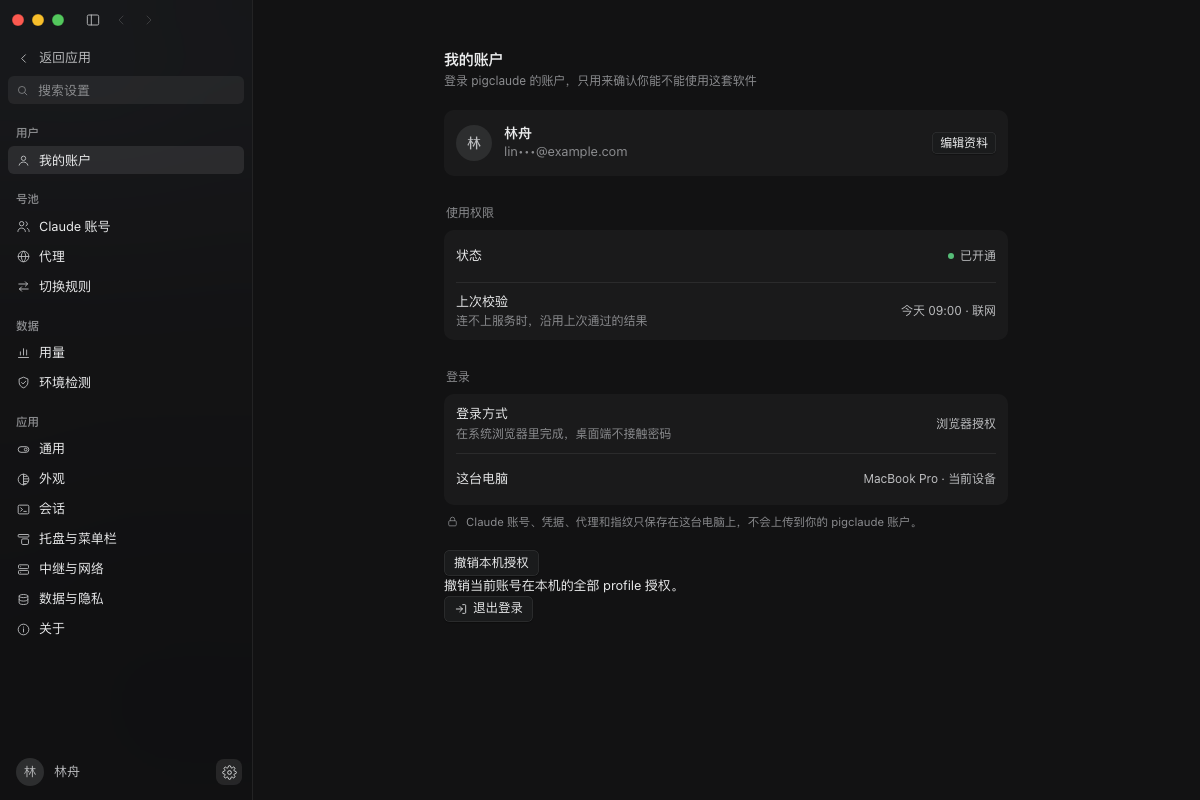 返回应用
搜索设置
用户
我的账户
号池
Claude 账号
代理
切换规则
数据
用量
环境检测
应用
通用
外观
会话
托盘与菜单栏
中继与网络
数据与隐私
关于
林 林舟
我的账户
登录 pigclaude 的账户，只用来确认你能不能使用这套软件
林
林舟
lin•••@example.com
编辑资料
使用权限
状态
已开通
上次校验
连不上服务时，沿用上次通过的结果
今天 09:00 · 联网
登录
登录方式
在系统浏览器里完成，桌面端不接触密码
浏览器授权
这台电脑
MacBook Pro · 当前设备
Claude 账号、凭据、代理和指纹只保存在这台电脑上，不会上传到你的 pigclaude 账户。
撤销本机授权
撤销当前账号在本机的全部 profile 授权。
退出登录